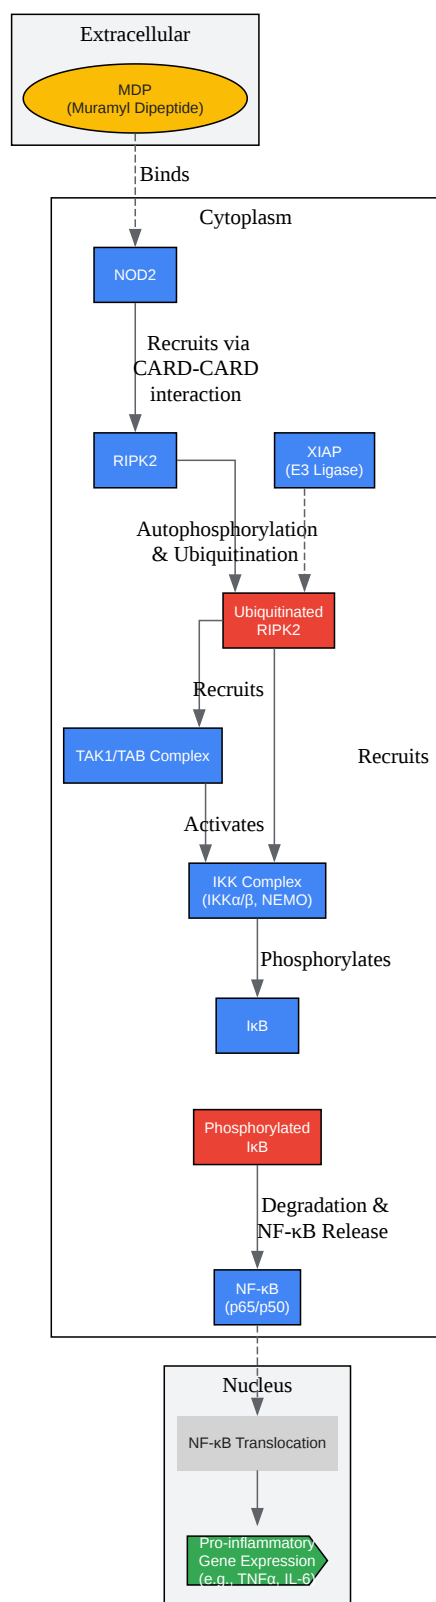 Extracellular
MDP
(Muramyl Dipeptide)
Binds
Cytoplasm
NOD2
Recruits via
CARD-CARD
interaction
RIPK2
XIAP
(E3 Ligase)
Autophosphorylation
& Ubiquitination
Ubiquitinated
RIPK2
Recruits
TAK1/TAB Complex
Recruits
Activates
IKK Complex
(IKKα/β, NEMO)
Phosphorylates
IκB
Phosphorylated
IκB
Degradation &
NF-κB Release
NF-κB
(p65/p50)
Nucleus
NF-κB Translocation
Pro-inflammatory
Gene Expression
(e.g., TNFα, IL-6)